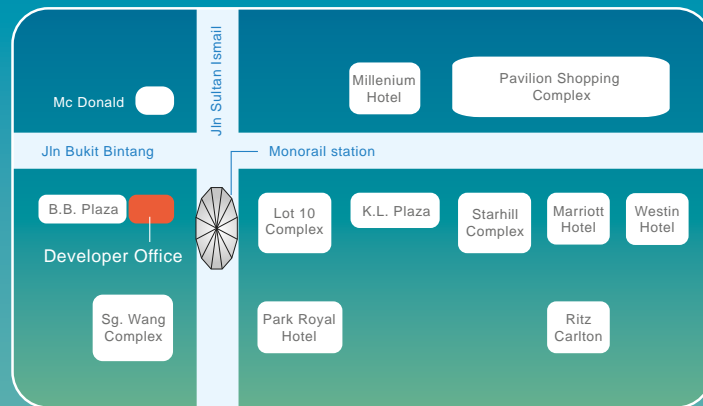 Jln Sultan Ismail
Millenium
Hotel
Pavilion Shopping
Complex
Mc Donald
Jln Bukit Bintang
Monorail station
B.B. Plaza
Developer Office
Lot 10
Complex
K.L. Plaza
Starhill
Complex
Marriott
Hotel
Westin
Hotel
Sg. Wang
Complex
Park Royal
Hotel
Ritz
Carlton